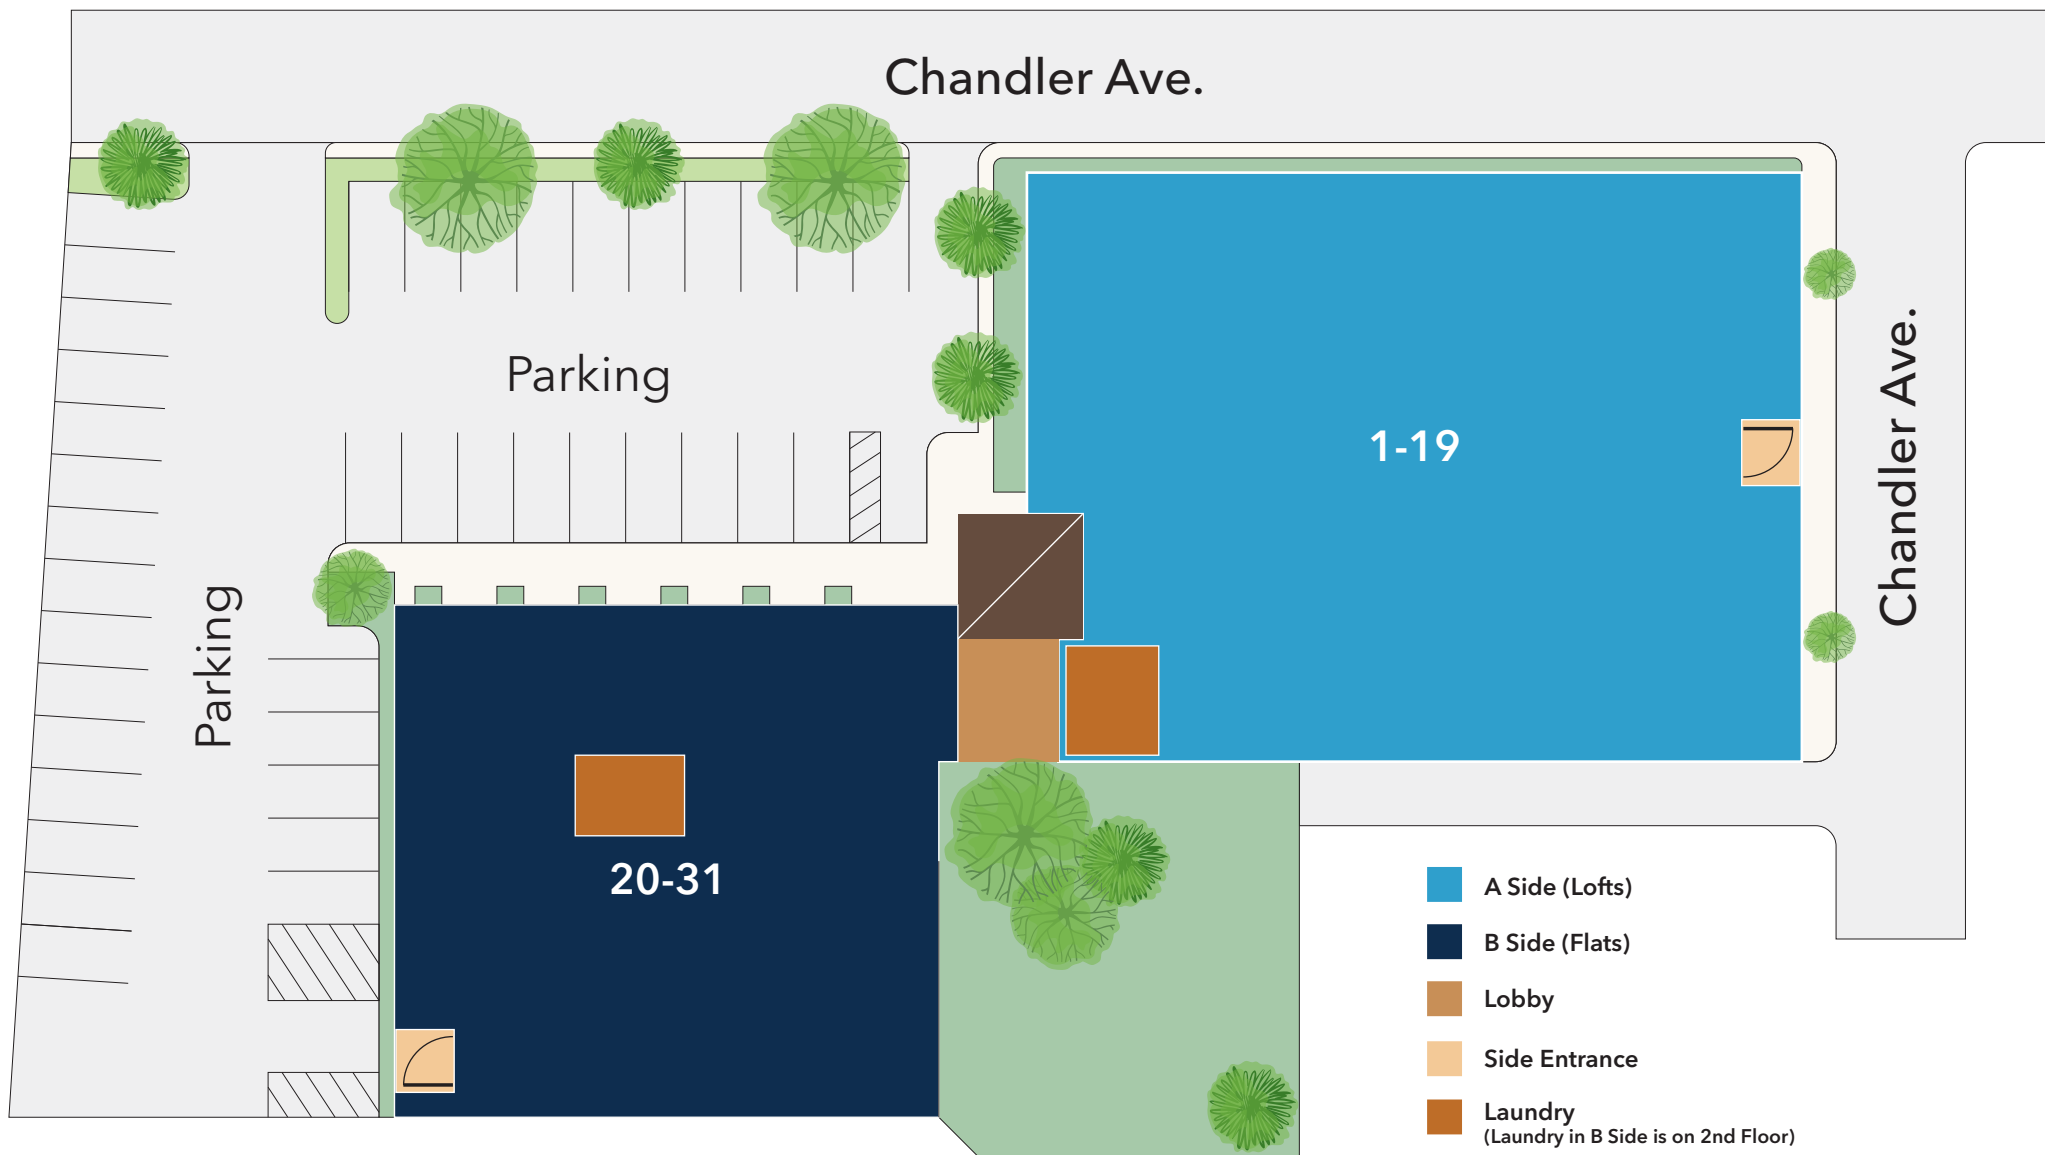 Chandler Ave.
Parking
1-19
Chandler Ave.
Parking
20-31
A Side (Lofts)
B Side (Flats)
Lobby
Side Entrance
Laundry
(Laundry in B Side is on 2nd Floor)